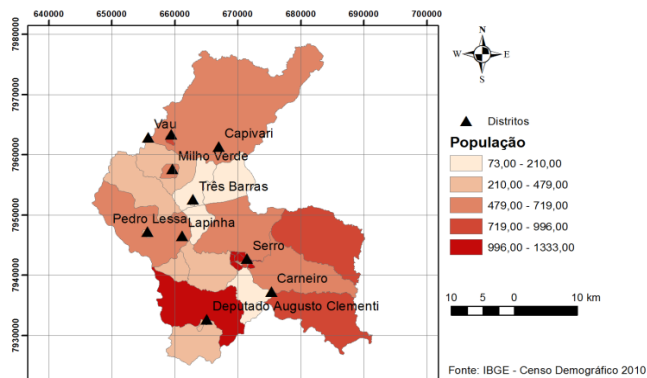 640000 650000 660000 670000 680000 690000 700000
7980000
7970000
7960000
7950000
7940000
7930000
N
W E
S
Vau
Capivari
Milho Verde
Três Barras
Pedro Lessa
Lapinha
Serro
Carneiro
Deputado Augusto Clementi
Distritos
População
73,00 - 210,00
210,00 - 479,00
479,00 - 719,00
719,00 - 996,00
996,00 - 1333,00
10 5 0 10 km
Fonte: IBGE - Censo Demográfico 2010